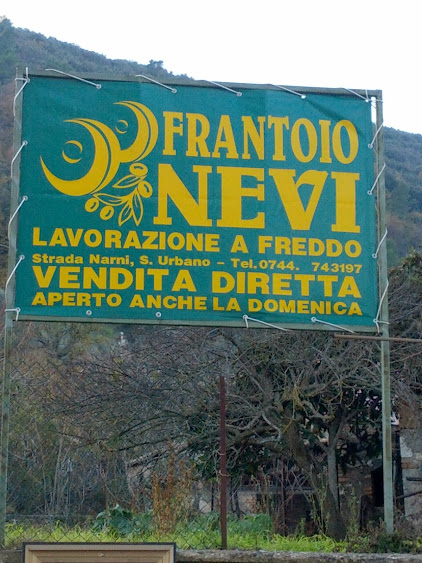 FRANTOIO
NEVI
LAVORAZIONE A FREDDO
Strada Narni, S. Urbano - Tel.0744. 743197
VENDITA DIRETTA
APERTO ANCHE LA DOMENICA